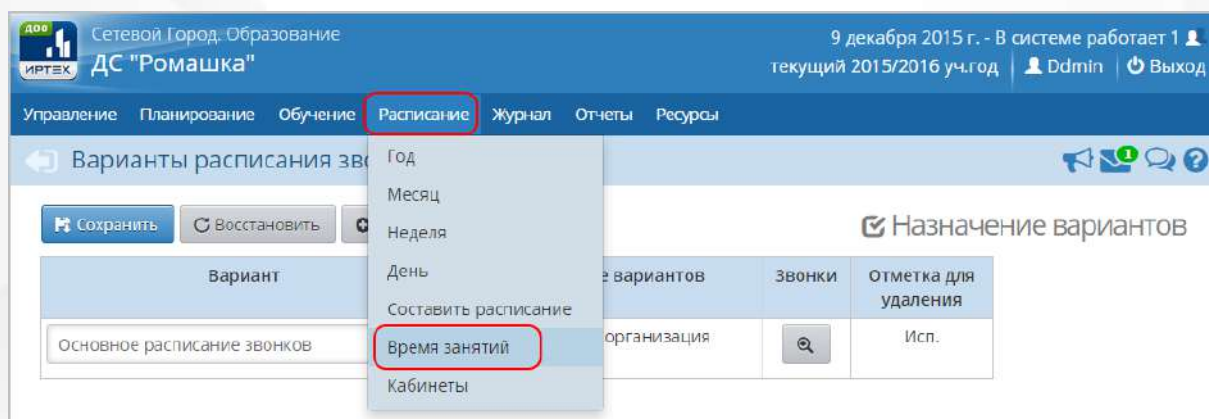 ДОО
ИРТЕХ
Сетевой Город. Образование
ДС "Ромашка"
9 декабря 2015 г. - В системе работает 1
текущий 2015/2016 уч.год
Ddmin
Выход
Управление Планирование Обучение Расписание Журнал Отчеты Ресурсы
Варианты расписания
1
Год
Месяц
Неделя
День
Составить расписание
Время занятий
Кабинеты
Сохранить
Восстановить
Назначение вариантов
Вариант
вариантов
Звонки
Отметка для
удаления
Основное расписание звонков
организация
Исп.